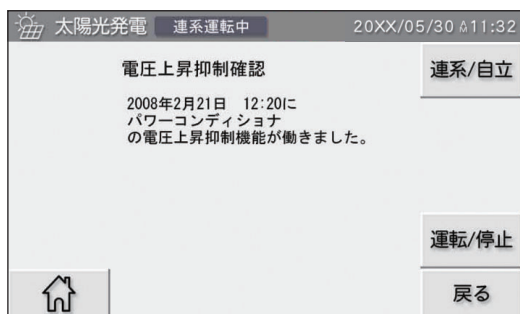 太陽光発電 連系運転中 20XX/05/30 11:32
電圧上昇抑制確認
連系/自立
2008年2月21日 12:20に
パワーコンディショナ
の電圧上昇抑制機能が働きました。
運転/停止
戻る